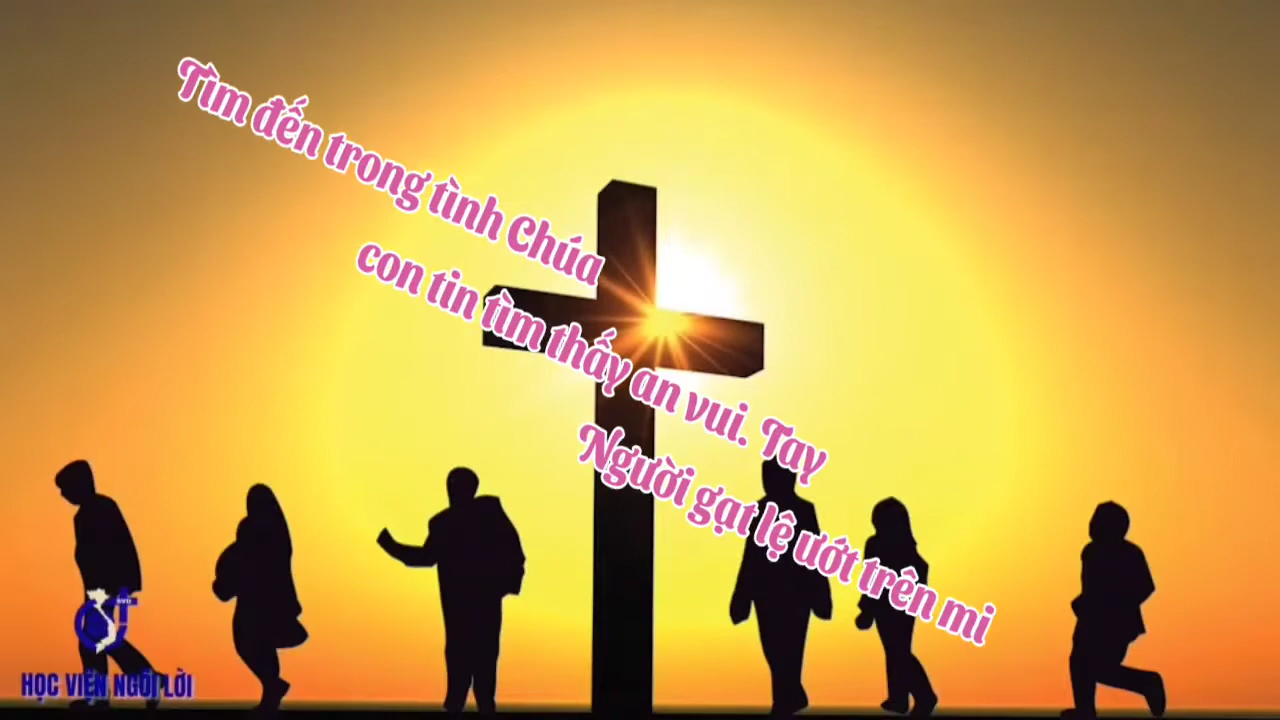 Tìm đến trong tình Chúa
con tin tìm thấy an vui. Tay
Người gạt lệ ướt trên mi
SVD
HỌC VIỆN NGÔI LỜI